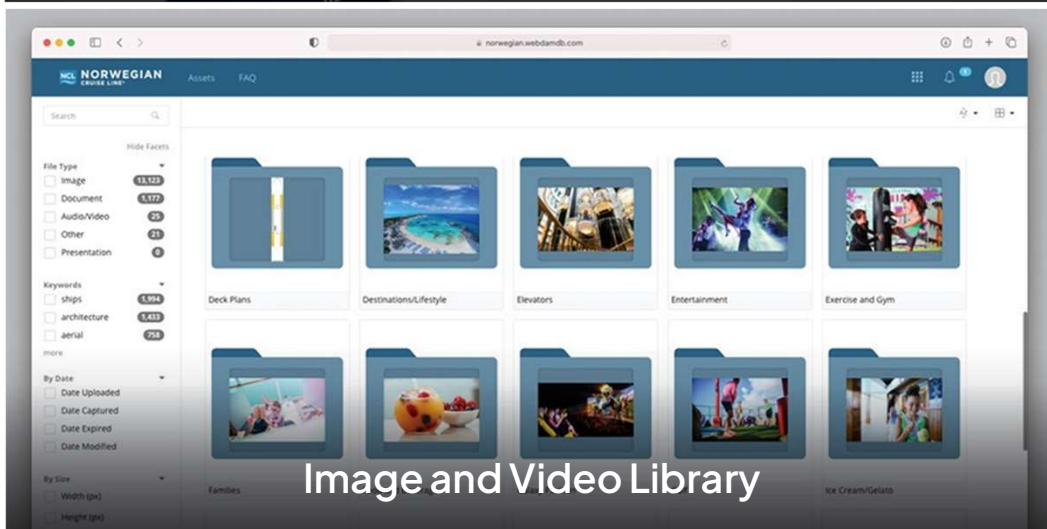 norwegian.webdamdb.com
NCL NORWEGIAN
CRUISE LINE®
Assets FAQ
Search
Hide Facets
File Type
Image 13,123
Document 1,177
Audio/Video 25
Other 21
Presentation 0
Keywords
ships 1,994
architecture 1,433
aerial 758
more
By Date
Date Uploaded
Date Captured
Date Expired
Date Modified
By Size
Width (px)
Height (px)
Deck Plans
Destinations/Lifestyle
Elevators
Entertainment
Exercise and Gym
Families
Ice Cream/Gelato
Image and Video Library